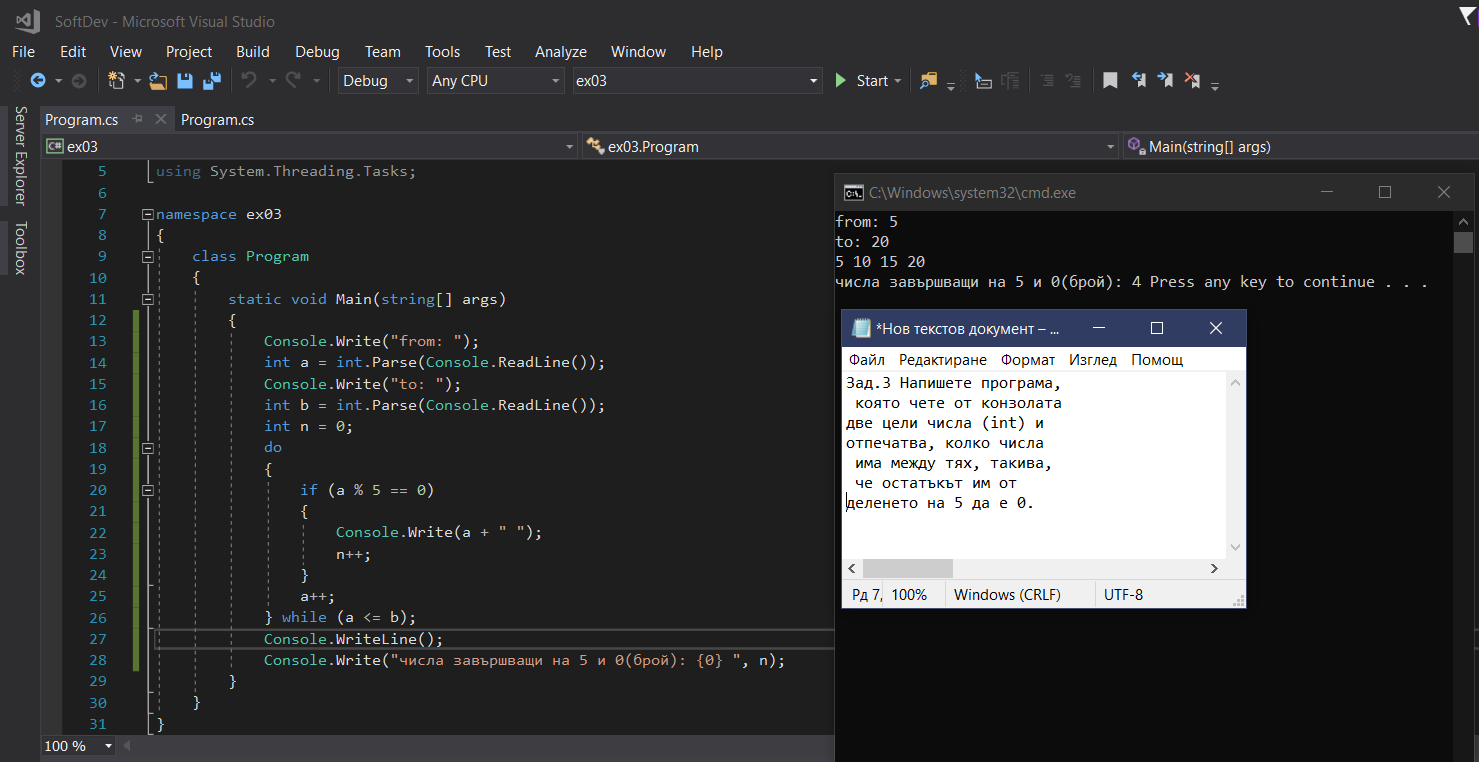 SoftDev - Microsoft Visual Studio
File Edit View Project Build Debug Team Tools Test Analyze Window Help
Debug Any CPU ex03 Start
Server Explorer
Toolbox
Program.cs Program.cs
C# ex03 ex03.Program Main(string[] args)
5 using System.Threading.Tasks;
6
7 namespace ex03
8 {
9 class Program
10 {
11 static void Main(string[] args)
12 {
13 Console.Write("from: ");
14 int a = int.Parse(Console.ReadLine());
15 Console.Write("to: ");
16 int b = int.Parse(Console.ReadLine());
17 int n = 0;
18 do
19 {
20 if (a % 5 == 0)
21 {
22 Console.Write(a + " ");
23 n++;
24 }
25 a++;
26 } while (a <= b);
27 Console.WriteLine();
28 Console.Write("числа завършващи на 5 и 0(брой): {0} ", n);
29 }
30 }
31 }
100 %
C:\Windows\system32\cmd.exe
from: 5
to: 20
5 10 15 20
числа завършващи на 5 и 0(брой): 4 Press any key to continue . . .
*Нов текстов документ – ...
Файл Редактиране Формат Изглед Помощ
Зад.3 Напишете програма,
която чете от конзолата
две цели числа (int) и
отпечатва, колко числа
има между тях, такива,
че остатъкът им от
деленето на 5 да е 0.
Рд 7, 100% Windows (CRLF) UTF-8